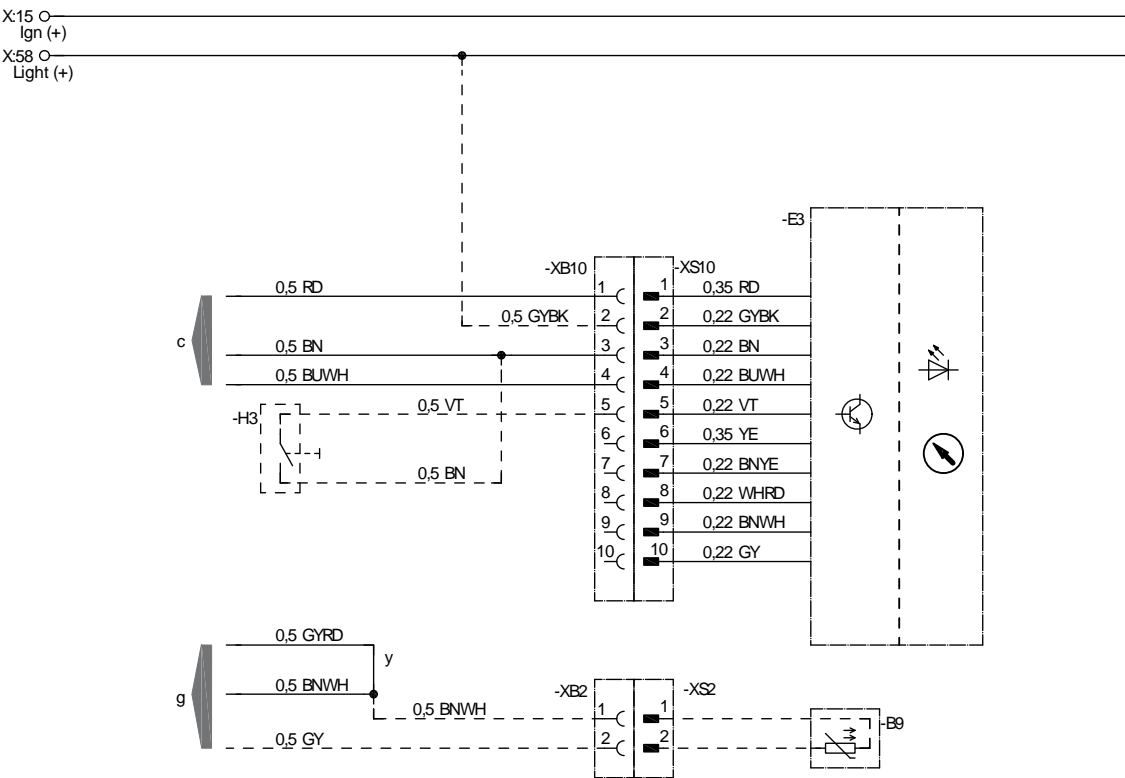 X:15
Ign (+)
X:58
Light (+)
-E3
-XB10
-XS10
0,5 RD
1
1
0,35 RD
0,5 GYBK
2
2
0,22 GYBK
c
0,5 BN
3
3
0,22 BN
0,5 BUWH
4
4
0,22 BUWH
-H3
0,5 VT
5
5
0,22 VT
6
6
0,35 YE
0,5 BN
7
7
0,22 BNYE
8
8
0,22 WHRD
9
9
0,22 BNWH
10
10
0,22 GY
0,5 GYRD
y
g
0,5 BNWH
-XB2
-XS2
0,5 BNWH
1
1
-B9
0,5 GY
2
2